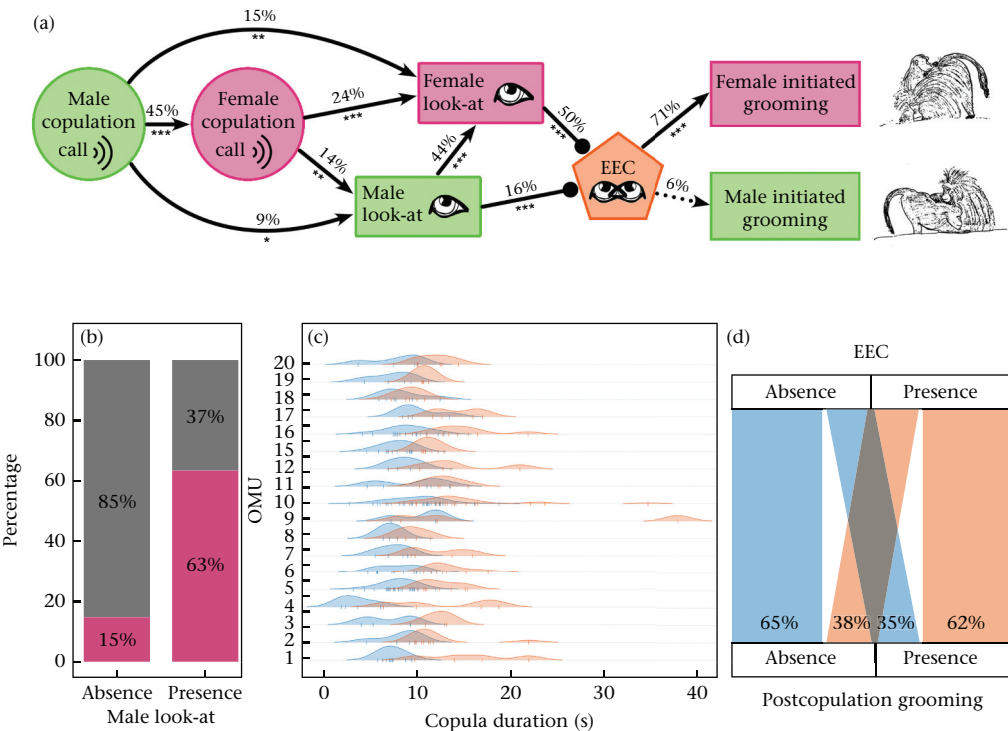 (a)
15%
**
Male
copulation
call
45%
***
Female
copulation
call
24%
***
14%
**
9%
*
Female
look-at
44%
***
Male
look-at
50%
***
16%
***
EEC
71%
***
6%
Female initiated
grooming
Male initiated
grooming
(b)
Percentage
100
80
60
40
20
0
85%
15%
37%
63%
Absence Presence
Male look-at
(c)
OMU
20
19
18
17
16
15
12
11
10
9
8
7
6
5
4
3
2
1
0 10 20 30 40
Copula duration (s)
(d)
EEC
Absence Presence
65% 38% 35% 62%
Absence Presence
Postcopulation grooming